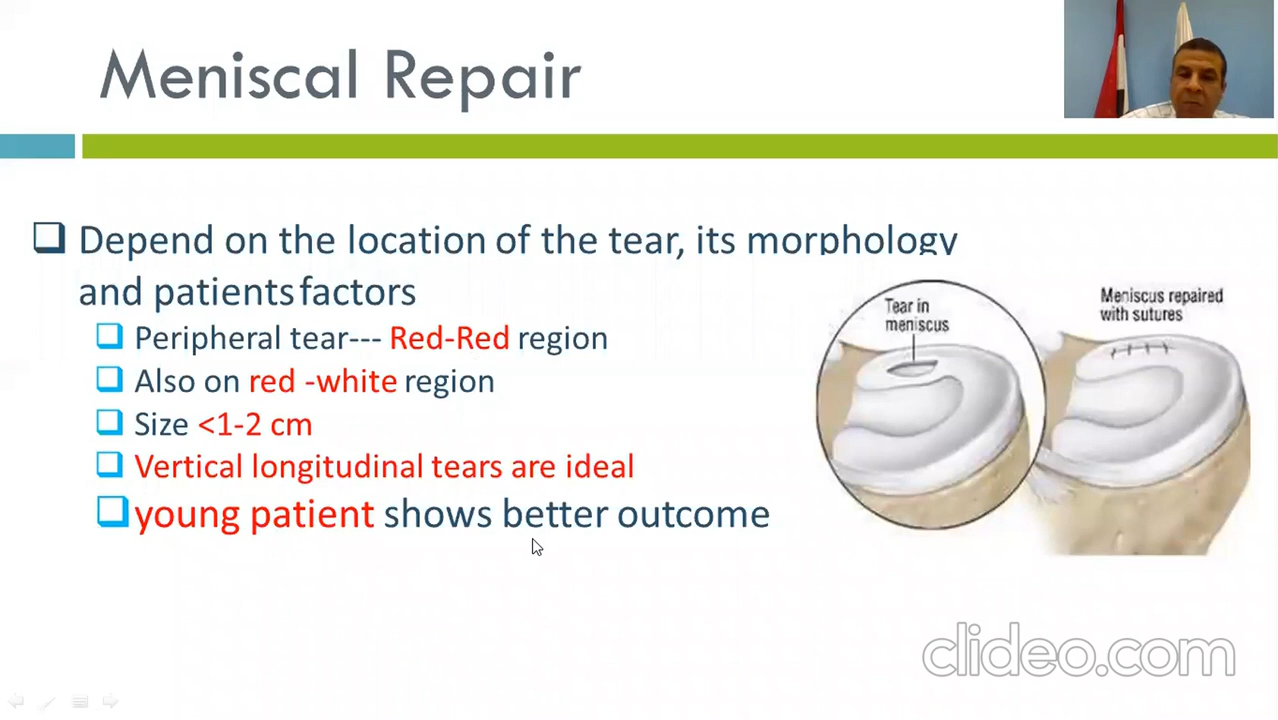 Meniscal Repair
Depend on the location of the tear, its morphology
and patients factors
Peripheral tear--- Red-Red region
Also on red -white region
Size <1-2 cm
Vertical longitudinal tears are ideal
young patient shows better outcome
Tear in
meniscus
Meniscus repaired
with sutures
clideo.com